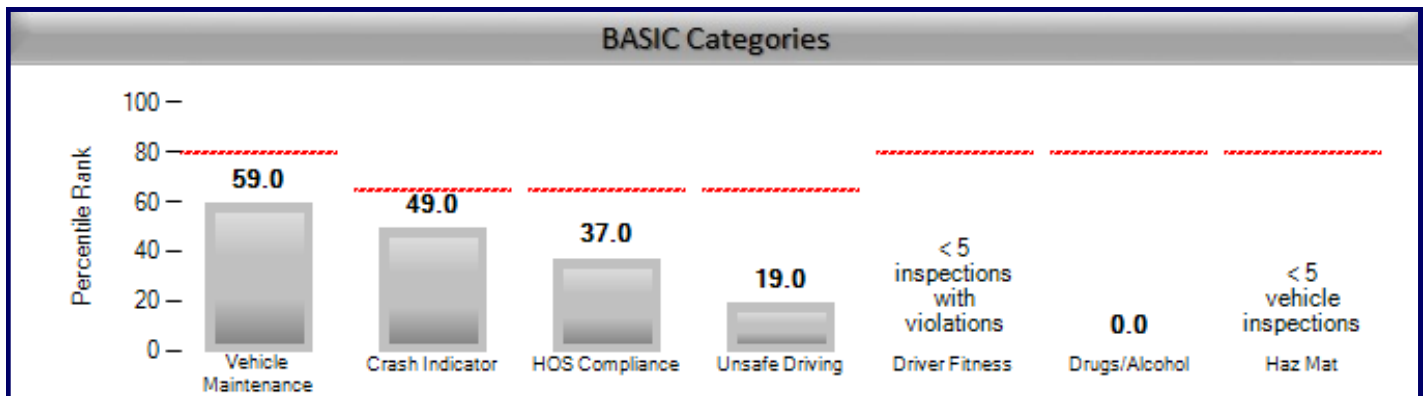 BASIC Categories
Percentile Rank
100
80
60
40
20
0
59.0
49.0
37.0
19.0
< 5
inspections
with
violations
0.0
< 5
vehicle
inspections
Vehicle
Maintenance
Crash Indicator
HOS Compliance
Unsafe Driving
Driver Fitness
Drugs/Alcohol
Haz Mat